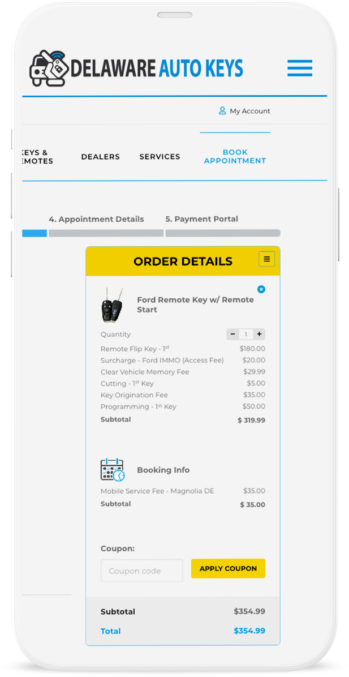 DELAWARE AUTO KEYS
My Account
KEYS &
REMOTES
DEALERS
SERVICES
BOOK
APPOINTMENT
4. Appointment Details
5. Payment Portal
ORDER DETAILS
Ford Remote Key w/ Remote
Start
Quantity - 1 +
Remote Flip Key - 1st $180.00
Surcharge - Ford IMMO (Access Fee) $20.00
Clear Vehicle Memory Fee $29.99
Cutting - 1st Key $5.00
Key Origination Fee $35.00
Programming - 1st Key $50.00
Subtotal $ 319.99
Booking Info
Mobile Service Fee - Magnolia DE $35.00
Subtotal $ 35.00
Coupon:
Coupon code
APPLY COUPON
Subtotal $354.99
Total $354.99